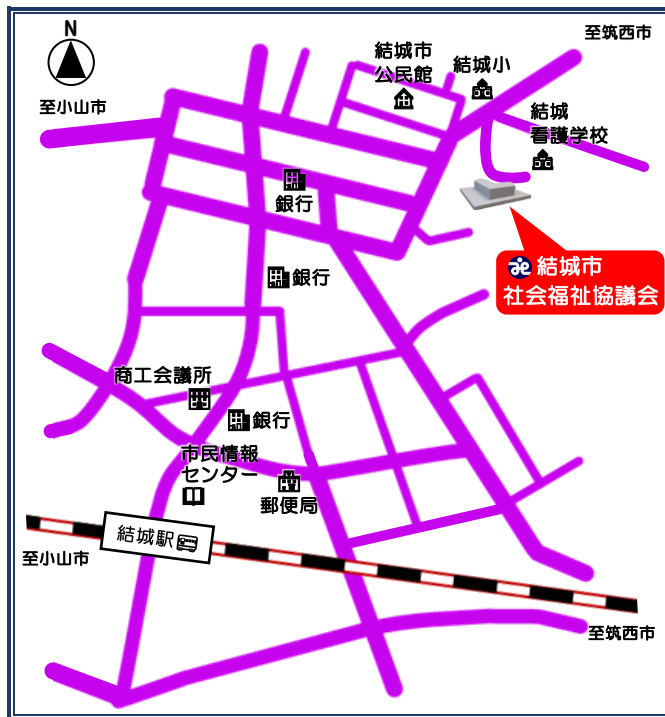 N
至筑西市
結城市
公民館
結城小
至小山市
結城
看護学校
銀行
結城市
社会福祉協議会
銀行
商工会議所
銀行
市民情報
センター
郵便局
結城駅
至小山市
至筑西市